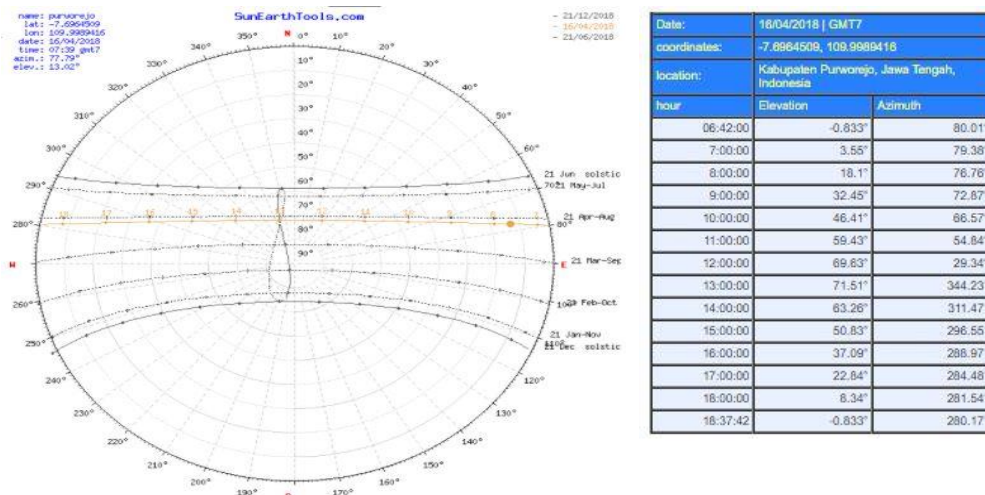 name: purworejo
lat: -7.6964509
lon: 109.9989416
date: 16/04/2018
time: 07:39 gmt7
azim.: 77.79°
elev.: 13.02°
SunEarthTools.com
- 21/12/2018
- 16/04/2018
- 21/06/2018
N
350° 0° 10°
340° 20°
330° 30°
320° 40°
310° 50°
300° 60°
290° 70°
280° 80°
W E
260° 100°
250° 110°
240° 120°
230° 130°
220° 140°
210° 150°
200° 160°
190° 170°
10°
20°
30°
40°
50°
60°
70°
80°
90°
21 Jun solstic
21 May-Jul
21 Apr-Aug
21 Mar-Sep
21 Feb-Oct
21 Jan-Nov
21 Dec solstic
Date: 16/04/2018 | GMT7
coordinates: -7.6964509, 109.9989416
location: Kabupaten Purworejo, Jawa Tengah,
Indonesia
hour Elevation Azimuth
06:42:00 -0.833° 80.01°
7:00:00 3.55° 79.38°
8:00:00 18.1° 76.76°
9:00:00 32.45° 72.87°
10:00:00 46.41° 66.57°
11:00:00 59.43° 54.84°
12:00:00 69.63° 29.34°
13:00:00 71.51° 344.23°
14:00:00 63.26° 311.47°
15:00:00 50.83° 296.55°
16:00:00 37.09° 288.97°
17:00:00 22.84° 284.48°
18:00:00 8.34° 281.54°
18:37:42 -0.833° 280.17°